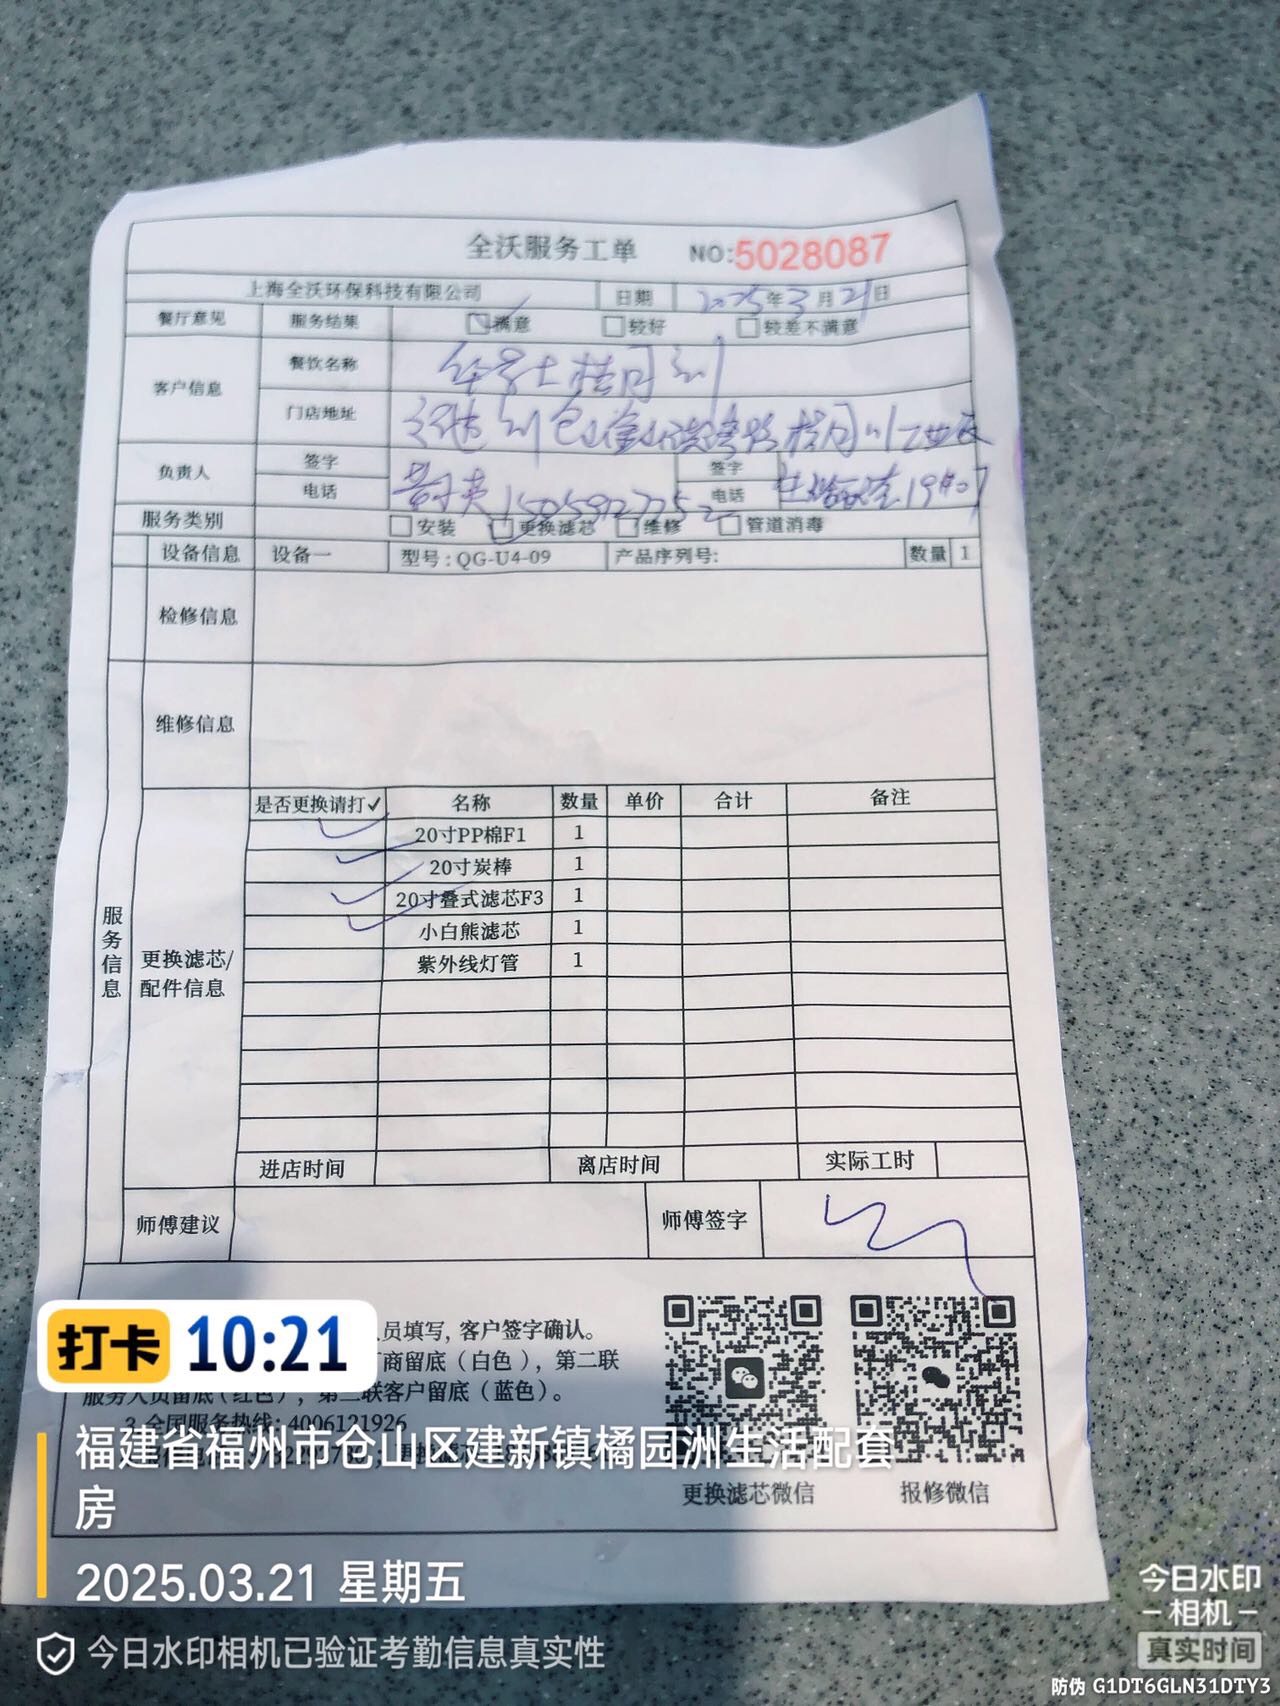 全沃服务工单 NO:5028087
上海全沃环保科技有限公司 日期 2025年3月21日
餐厅意见 服务结果 满意 较好 较差不满意
客户信息 餐饮名称 华莱士
门店地址
负责人 签字 签字
电话 电话
服务类别 安装 更换滤芯 维修 管道消毒
设备信息 设备一 型号:QG-U4-09 产品序列号: 数量 1
检修信息
维修信息
是否更换请打✓ 名称 数量 单价 合计 备注
✓ 20寸PP棉F1 1
✓ 20寸炭棒 1
✓ 20寸叠式滤芯F3 1
✓ 小白熊滤芯 1
紫外线灯管 1
服务信息
更换滤芯/
配件信息
进店时间 离店时间 实际工时
师傅建议 师傅签字
员填写,客户签字确认。
商留底(白色),第二联
服务人员留底(红色),第三联客户留底(蓝色)。
3.全国服务热线:4006121926
更换滤芯微信 报修微信
打卡 10:21
福建省福州市仓山区建新镇橘园洲生活配套
房
2025.03.21 星期五
今日水印相机已验证考勤信息真实性
今日水印
相机
真实时间
防伪 G1DT6GLN31DTY3